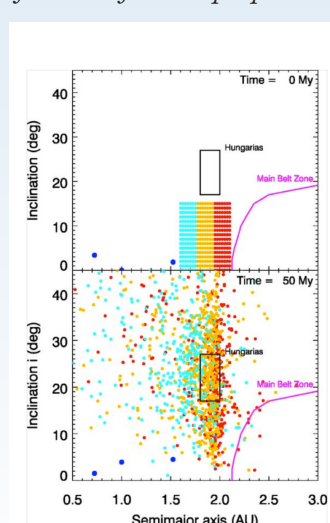 Time = 0 My
40
Hungarias
30
20
Main Belt Zone
10
0
Inclination (deg)
Time = 50 My
40
30
Hungarias
20
Main Belt Zone
10
0
Inclination i (deg)
0.5 1.0 1.5 2.0 2.5 3.0
Semimajor axis (AU)